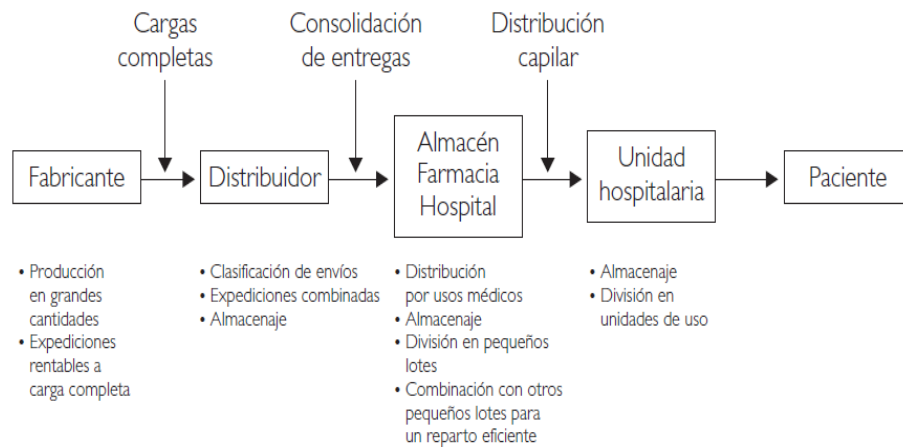 Cargas
completas
Consolidación
de entregas
Distribución
capilar
Fabricante
Distribuidor
Almacén
Farmacia
Hospital
Unidad
hospitalaria
Paciente
• Producción
en grandes
cantidades
• Expediciones
rentables a
carga completa
• Clasificación de envíos
• Expediciones combinadas
• Almacenaje
• Distribución
por usos médicos
• Almacenaje
• División en pequeños
lotes
• Combinación con otros
pequeños lotes para
un reparto eficiente
• Almacenaje
• División en
unidades de uso